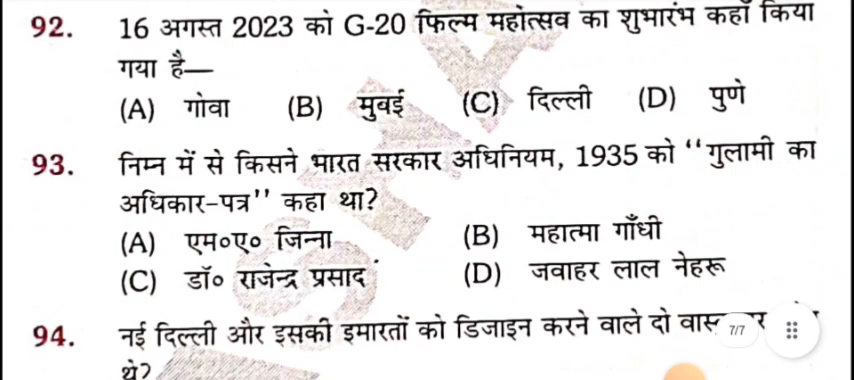 92. 16 अगस्त 2023 को G-20 फिल्म महोत्सव का शुभारंभ कहाँ किया
गया है—
(A) गोवा (B) मुवई (C) दिल्ली (D) पुणे
93. निम्न में से किसने भारत सरकार अधिनियम, 1935 को ‘‘गुलामी का
अधिकार-पत्र’’ कहा था?
(A) एम०ए० जिन्ना (B) महात्मा गाँधी
(C) डॉ० राजेन्द्र प्रसाद (D) जवाहर लाल नेहरू
94. नई दिल्ली और इसकी इमारतों को डिजाइन करने वाले दो
7/7
थे?